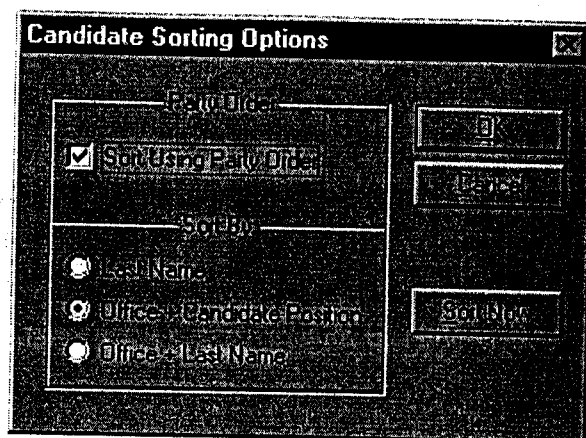 Candidate Sorting Options
Party Order
Sort Using Party Order
Sort By
Last Name
Office + Candidate Position
Office + Last Name
OK
Cancel
Sort Now